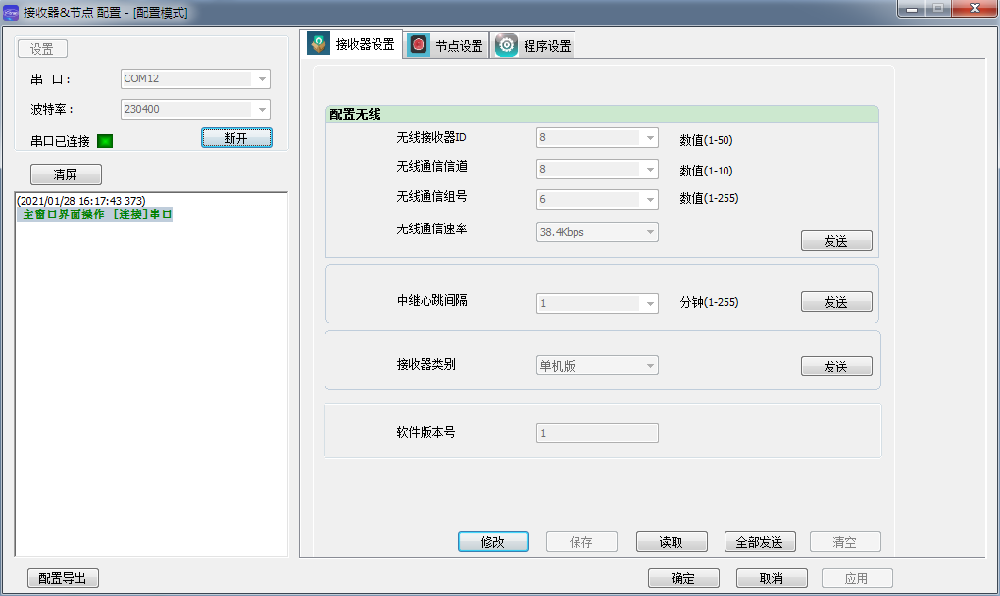 接收器&节点 配置 - [配置模式]
设置
串 口：
COM12
波特率：
230400
串口已连接
断开
清屏
(2021/01/28 16:17:43 373)
主窗口界面操作 [连接]串口
配置导出
接收器设置
节点设置
程序设置
配置无线
无线接收器ID
8
数值(1-50)
无线通信信道
8
数值(1-10)
无线通信组号
6
数值(1-255)
无线通信速率
38.4Kbps
发送
中继心跳间隔
1
分钟(1-255)
发送
接收器类别
单机版
发送
软件版本号
1
修改
保存
读取
全部发送
清空
确定
取消
应用